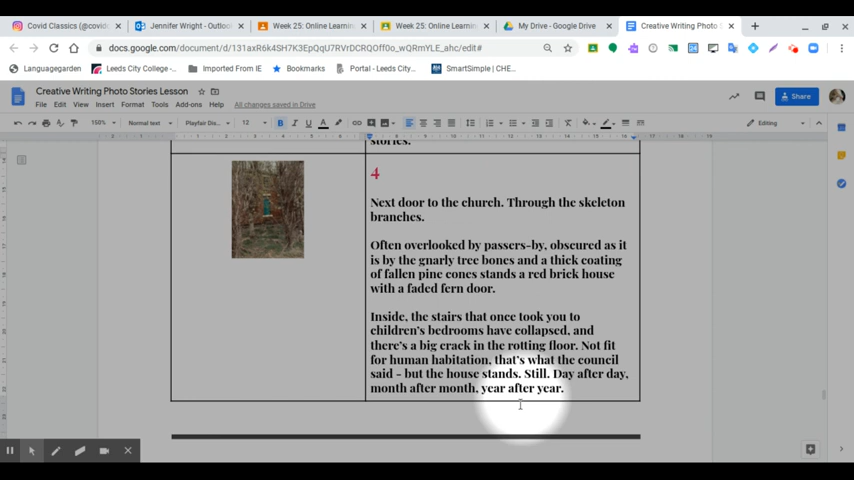 Covid Classics (@covidc
Jennifer Wright - Outlook
Week 25: Online Learnin
Week 25: Online Learnin
My Drive - Google Drive
Creative Writing Photo S
docs.google.com/document/d/131axR6k4SH7K3EpQqU7RVrDCRQOff0o_wQRmYLE_ahc/edit#
Languagegarden
Leeds City College -...
Imported From IE
Bookmarks
Portal - Leeds City...
SmartSimple | CHE...
Creative Writing Photo Stories Lesson
File Edit View Insert Format Tools Add-ons Help All changes saved in Drive
Share
150% Normal text Playfair Dis... 12 B I U A Editing
stories.
4
Next door to the church. Through the skeleton
branches.
Often overlooked by passers-by, obscured as it
is by the gnarly tree bones and a thick coating
of fallen pine cones stands a red brick house
with a faded fern door.
Inside, the stairs that once took you to
children's bedrooms have collapsed, and
there's a big crack in the rotting floor. Not fit
for human habitation, that's what the council
said - but the house stands. Still. Day after day,
month after month, year after year.